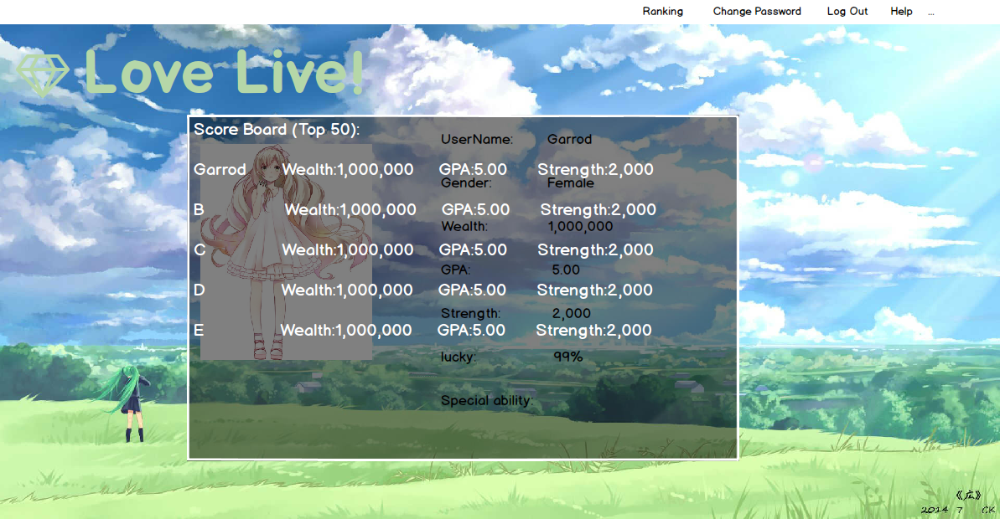 Ranking Change Password Log Out Help ...
Love Live!
Score Board (Top 50):
UserName: Garrod
Garrod Wealth:1,000,000 GPA:5.00 Strength:2,000
Gender: Female
B Wealth:1,000,000 GPA:5.00 Strength:2,000
Wealth: 1,000,000
C Wealth:1,000,000 GPA:5.00 Strength:2,000
GPA: 5.00
D Wealth:1,000,000 GPA:5.00 Strength:2,000
Strength: 2,000
E Wealth:1,000,000 GPA:5.00 Strength:2,000
lucky: 99%
Special ability:
《広》
2014 7 CK